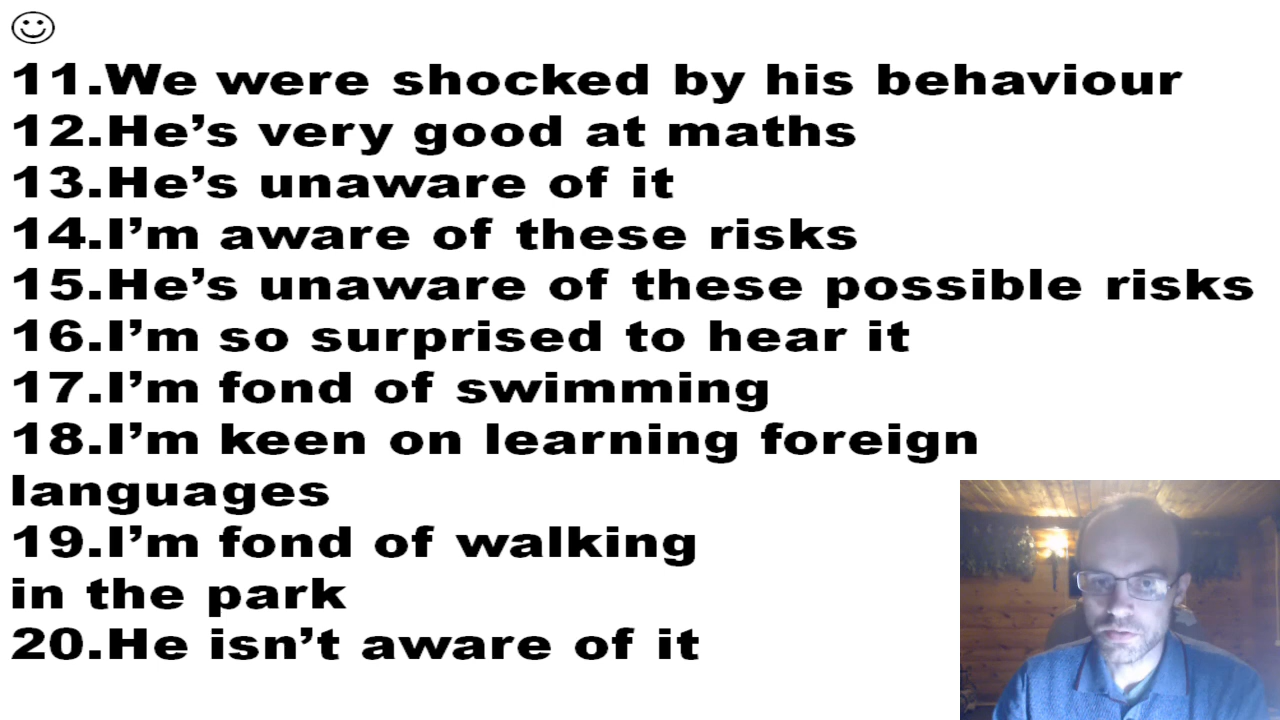 11.We were shocked by his behaviour
12.He’s very good at maths
13.He’s unaware of it
14.I’m aware of these risks
15.He’s unaware of these possible risks
16.I’m so surprised to hear it
17.I’m fond of swimming
18.I’m keen on learning foreign
languages
19.I’m fond of walking
in the park
20.He isn’t aware of it